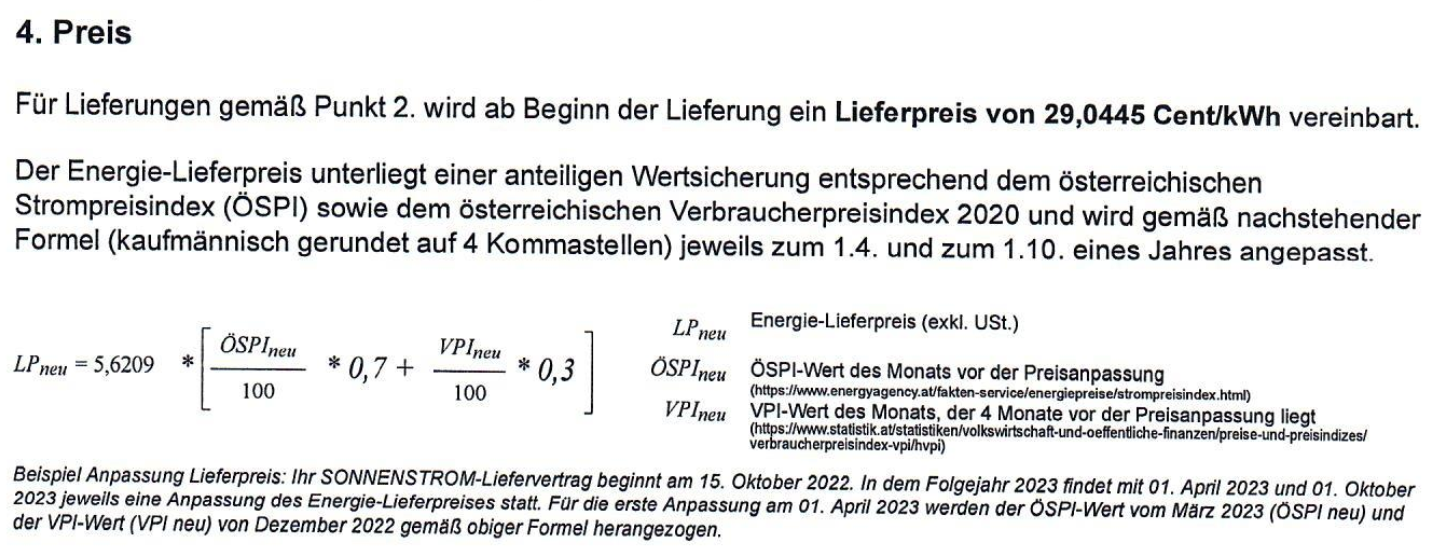 4. Preis
Für Lieferungen gemäß Punkt 2. wird ab Beginn der Lieferung ein Lieferpreis von 29,0445 Cent/kWh vereinbart.
Der Energie-Lieferpreis unterliegt einer anteiligen Wertsicherung entsprechend dem österreichischen
Strompreisindex (ÖSPI) sowie dem österreichischen Verbraucherpreisindex 2020 und wird gemäß nachstehender
Formel (kaufmännisch gerundet auf 4 Kommastellen) jeweils zum 1.4. und zum 1.10. eines Jahres angepasst.
LPneu = 5,6209 * [ ÖSPIneu / 100 * 0,7 + VPIneu / 100 * 0,3 ]
LPneu Energie-Lieferpreis (exkl. USt.)
ÖSPIneu ÖSPI-Wert des Monats vor der Preisanpassung
(https://www.energyagency.at/fakten-service/energiepreise/strompreisindex.html)
VPIneu VPI-Wert des Monats, der 4 Monate vor der Preisanpassung liegt
(https://www.statistik.at/statistiken/volkswirtschaft-und-oeffentliche-finanzen/preise-und-preisindizes/
verbraucherpreisindex-vpi/hvpi)
Beispiel Anpassung Lieferpreis: Ihr SONNENSTROM-Liefervertrag beginnt am 15. Oktober 2022. In dem Folgejahr 2023 findet mit 01. April 2023 und 01. Oktober
2023 jeweils eine Anpassung des Energie-Lieferpreises statt. Für die erste Anpassung am 01. April 2023 werden der ÖSPI-Wert vom März 2023 (ÖSPI neu) und
der VPI-Wert (VPI neu) von Dezember 2022 gemäß obiger Formel herangezogen.